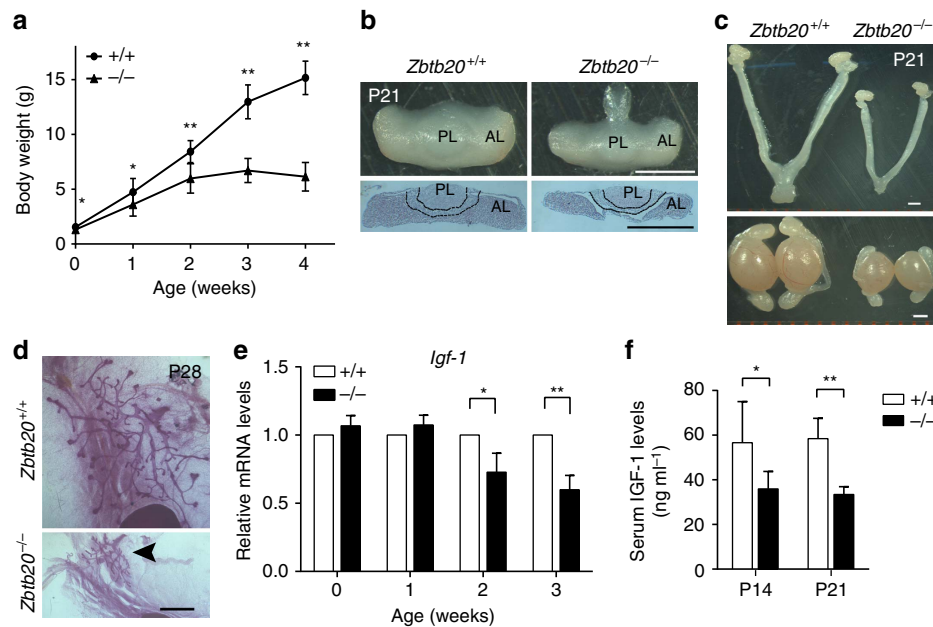 a
Body weight (g)
+/+
−/−
15
10
5
0
*
*
**
**
**
0 1 2 3 4
Age (weeks)
b
Zbtb20+/+ Zbtb20−/−
P21
PL AL PL AL
PL AL PL AL
c
Zbtb20+/+ Zbtb20−/−
P21
d
P28
Zbtb20+/+
Zbtb20−/−
e
Igf-1
+/+
−/−
Relative mRNA levels
1.5
1.0
0.5
0.0
* **
0 1 2 3
Age (weeks)
f
+/+
−/−
Serum IGF-1 levels
(ng ml−1)
80
60
40
20
0
* **
P14 P21